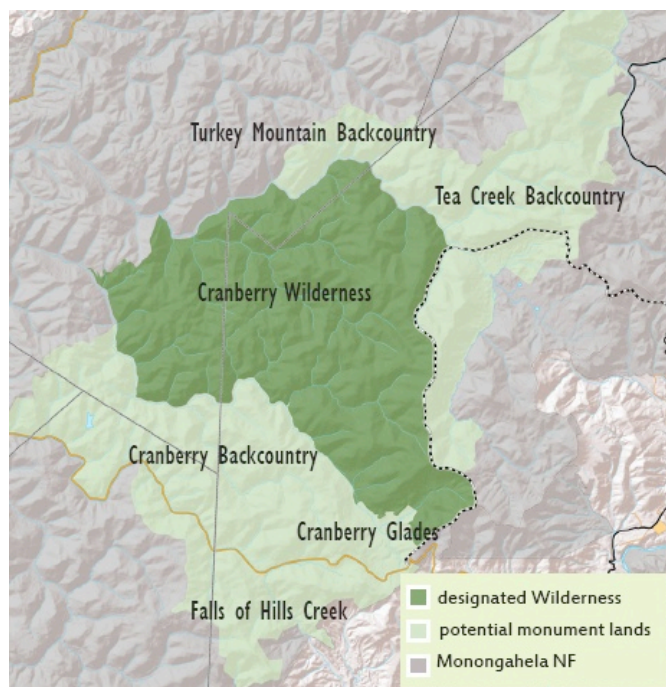 Turkey Mountain Backcountry
Tea Creek Backcountry
Cranberry Wilderness
Cranberry Backcountry
Cranberry Glades
Falls of Hills Creek
designated Wilderness
potential monument lands
Monongahela NF